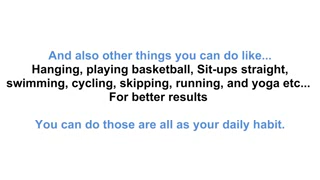 And also other things you can do like...
Hanging, playing basketball, Sit-ups straight,
swimming, cycling, skipping, running, and yoga etc...
For better results
You can do those are all as your daily habit.